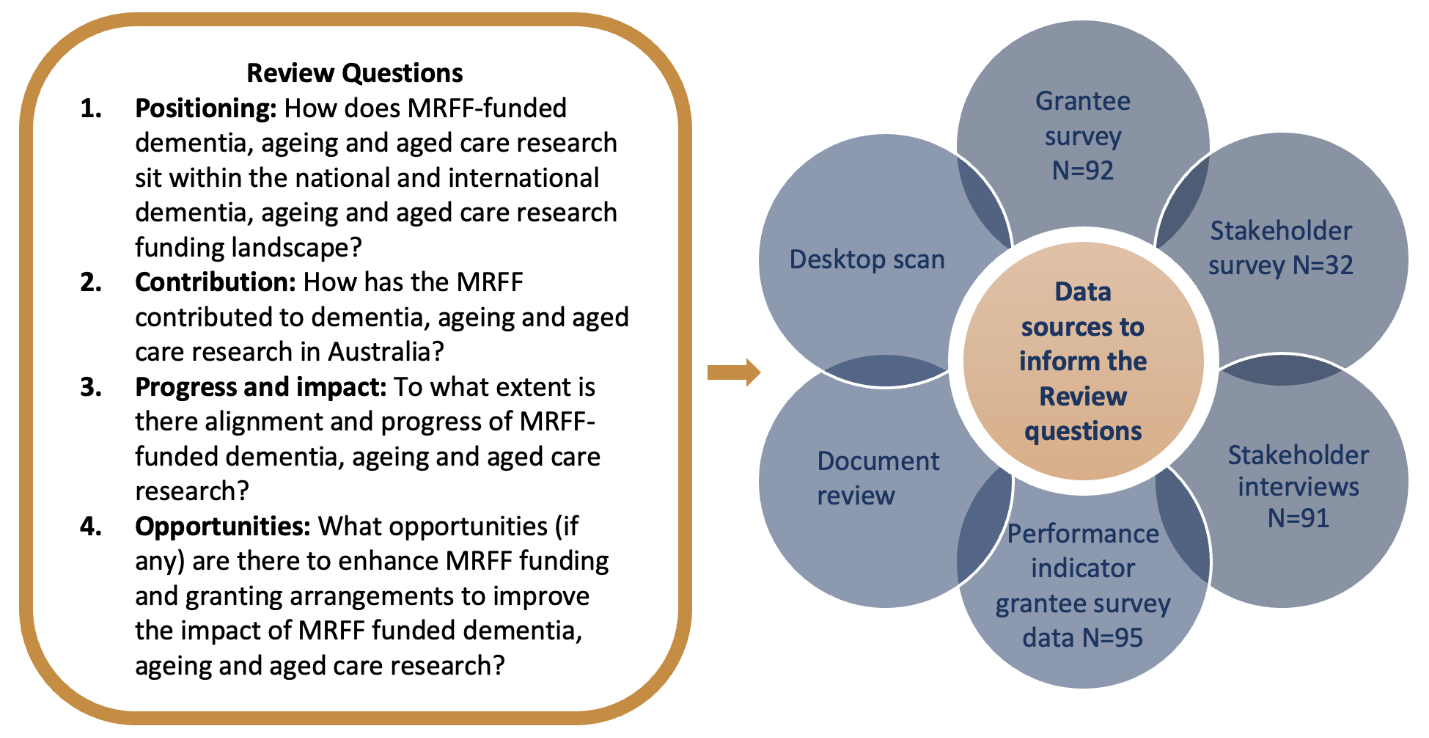 Review Questions
1. Positioning: How does MRFF-funded
dementia, ageing and aged care research
sit within the national and international
dementia, ageing and aged care research
funding landscape?
2. Contribution: How has the MRFF
contributed to dementia, ageing and aged
care research in Australia?
3. Progress and impact: To what extent is
there alignment and progress of MRFF-
funded dementia, ageing and aged care
research?
4. Opportunities: What opportunities (if
any) are there to enhance MRFF funding
and granting arrangements to improve
the impact of MRFF funded dementia,
ageing and aged care research?
Data
sources to
inform the
Review
questions
Grantee
survey
N=92
Stakeholder
survey N=32
Stakeholder
interviews
N=91
Performance
indicator
grantee survey
data N=95
Document
review
Desktop scan